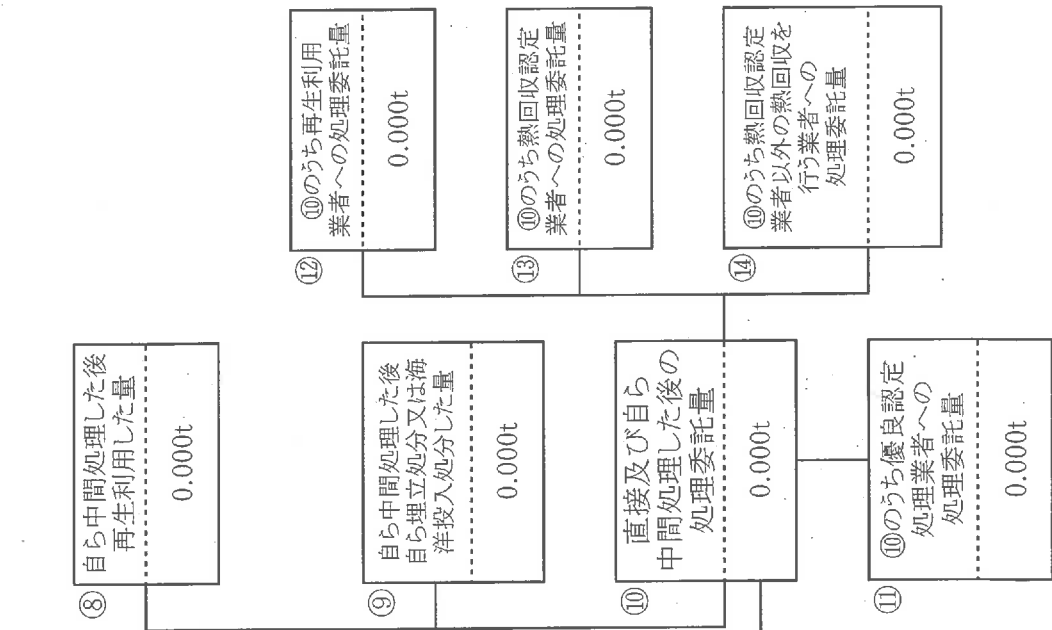 ⑧
自ら中間処理した後
再生利用した量
0.000t
⑨
自ら中間処理した後
自ら埋立処分又は海
洋投入処分した量
0.000t
⑩
直接及び自ら
中間処理した後の
処理委託量
0.000t
⑪
⑩のうち優良認定
処理業者への
処理委託量
0.000t
⑫
⑩のうち再生利用
業者への処理委託量
0.000t
⑬
⑩のうち熱回収認定
業者への処理委託量
0.000t
⑭
⑩のうち熱回収認定
業者以外の熱回収を
行う業者への
処理委託量
0.000t